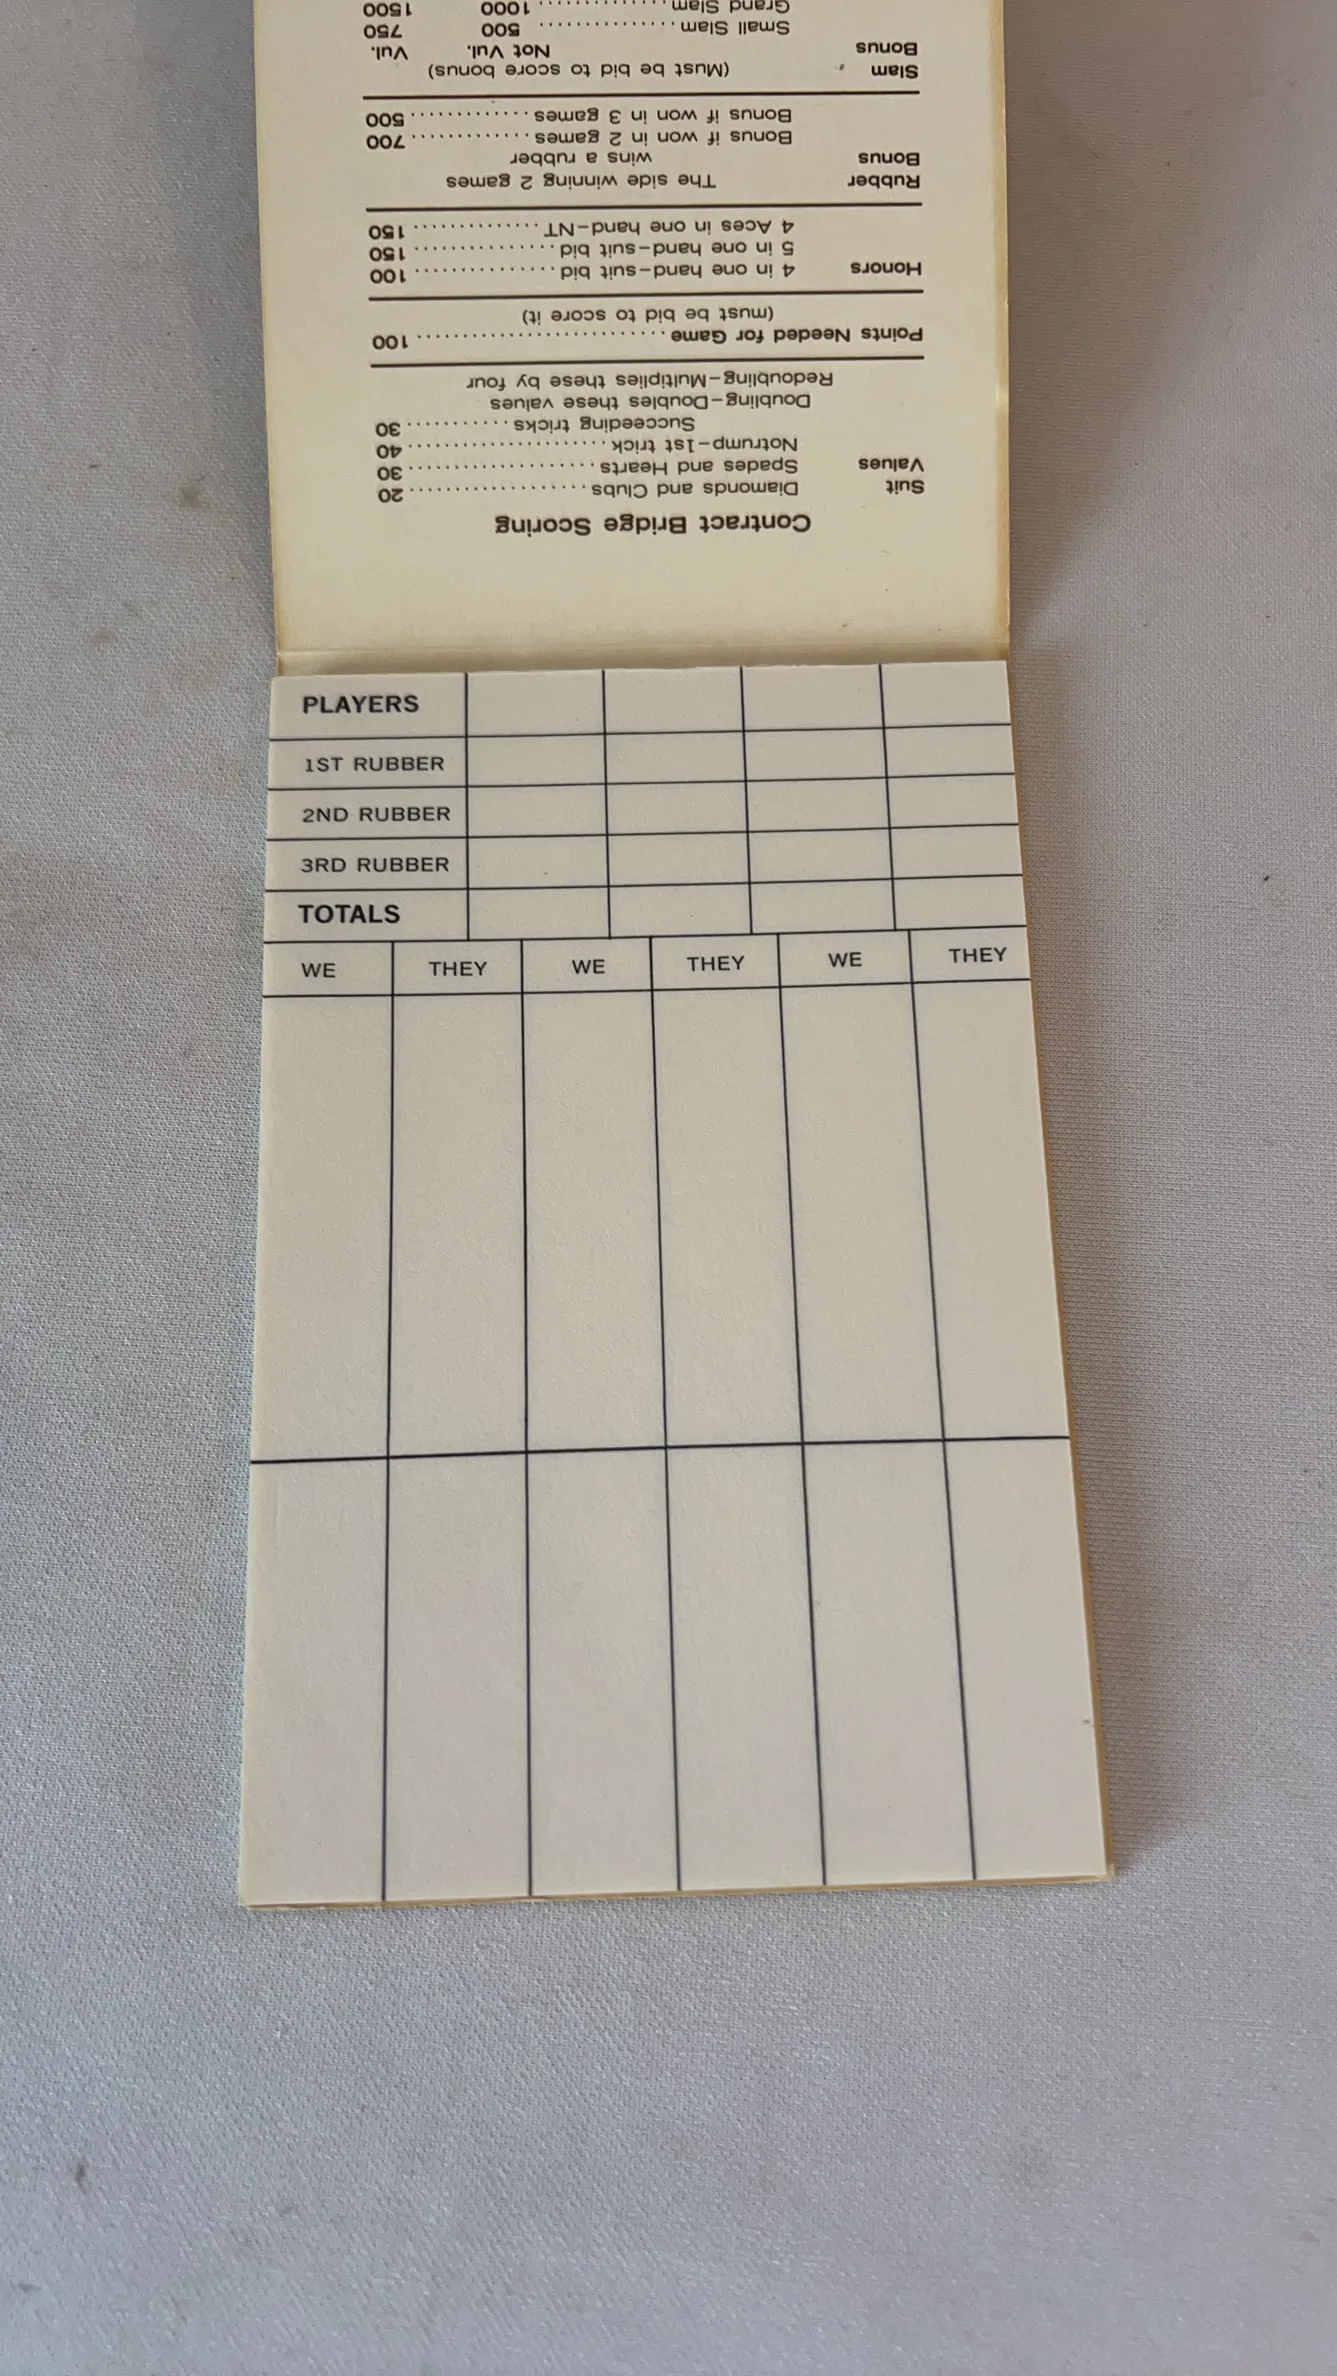 Contract Bridge Scoring
Suit Diamonds and Clubs.................... 20
Values Spades and Hearts.................... 30
Notrump–1st trick...................... 40
Succeeding tricks............ 30
Doubling–Doubles these values
Redoubling–Multiplies these by four
Points Needed for Game............................ 100
(must be bid to score it)
Honors 4 in one hand–suit bid................ 100
5 in one hand–suit bid................ 150
4 Aces in one hand–NT.............. 150
Rubber The side winning 2 games
Bonus wins a rubber
Bonus if won in 2 games.............. 700
Bonus if won in 3 games.............. 500
Slam (Must be bid to score bonus)
Bonus Not Vul. Vul.
Small Slam............... 500 750
Grand Slam.............. 1000 1500
PLAYERS
1ST RUBBER
2ND RUBBER
3RD RUBBER
TOTALS
WE THEY WE THEY WE THEY